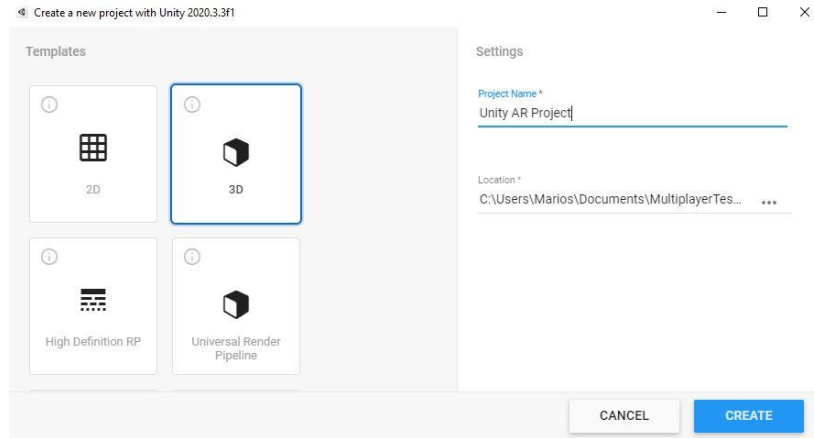 Create a new project with Unity 2020.3.3f1
Templates
2D
3D
High Definition RP
Universal Render
Pipeline
Settings
Project Name *
Unity AR Project
Location *
C:\Users\Marios\Documents\MultiplayerTes...
CANCEL
CREATE